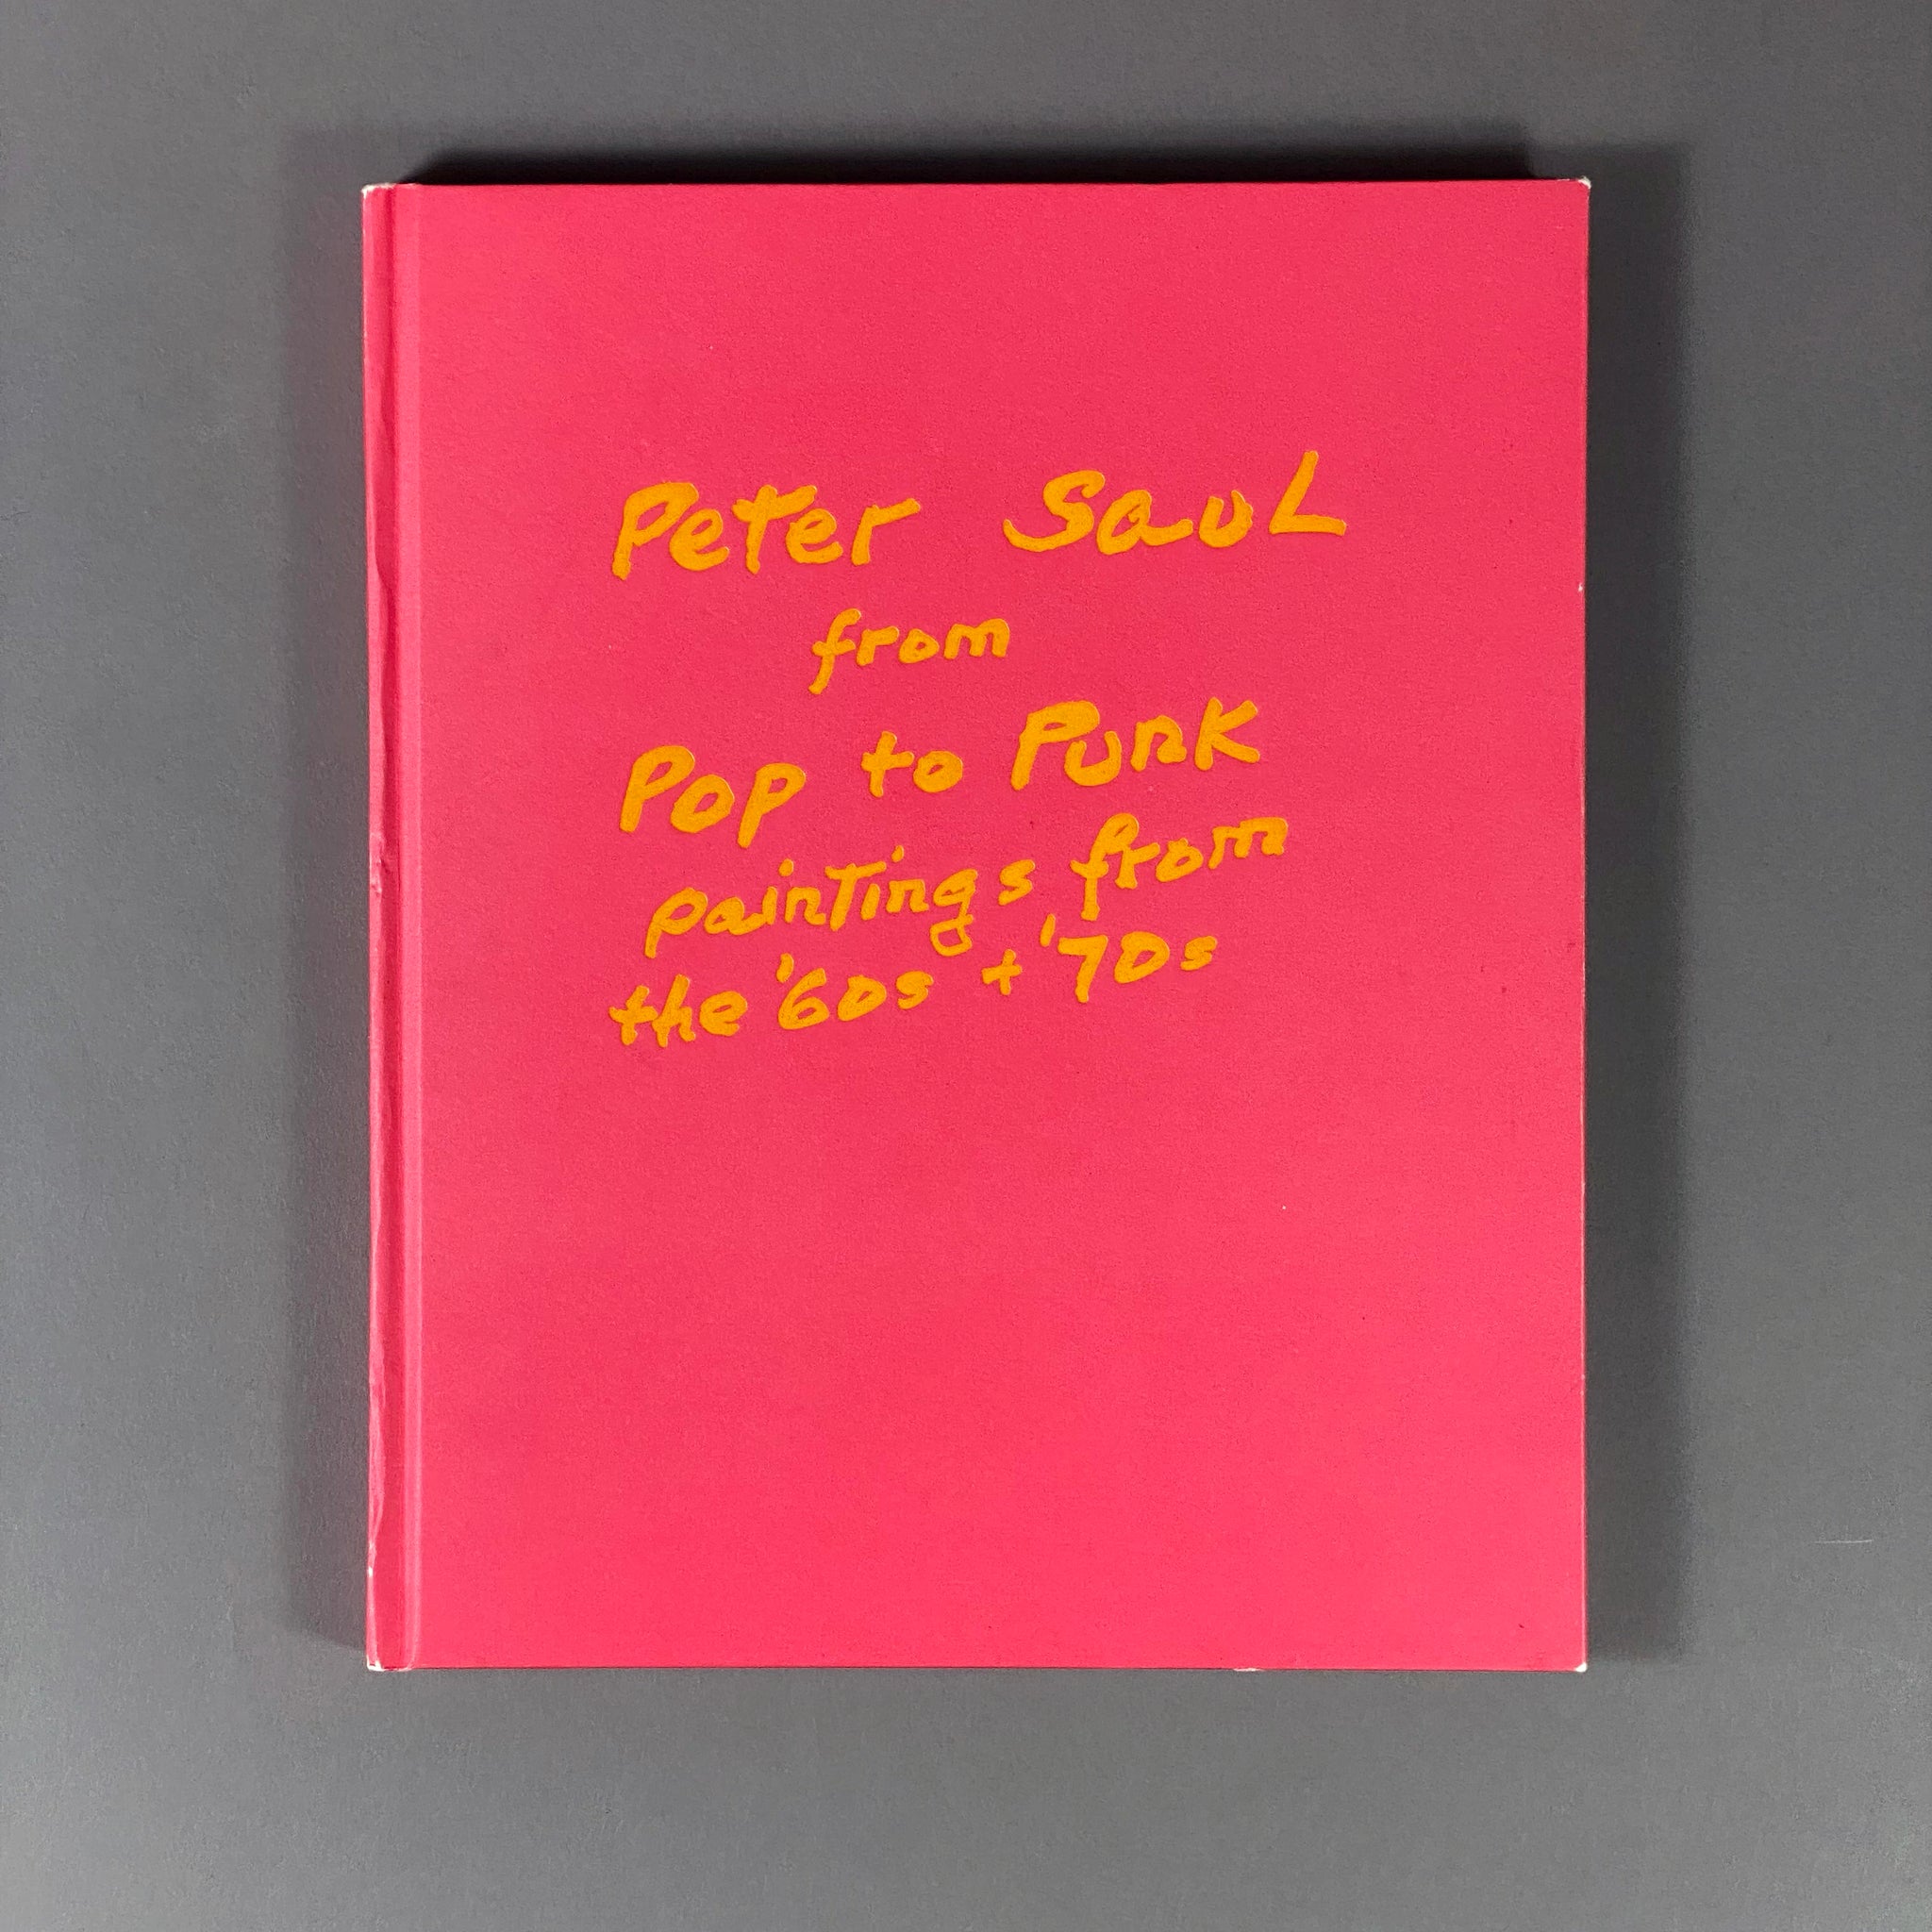 Peter Saul
from
Pop to Punk
paintings from
the '60s + '70s